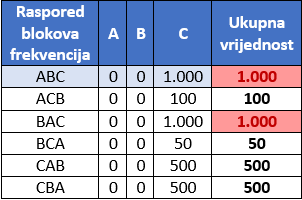 Raspored blokova frekvencija A B C Ukupna vrijednost
ABC 0 0 1.000 1.000
ACB 0 0 100 100
BAC 0 0 1.000 1.000
BCA 0 0 50 50
CAB 0 0 500 500
CBA 0 0 500 500